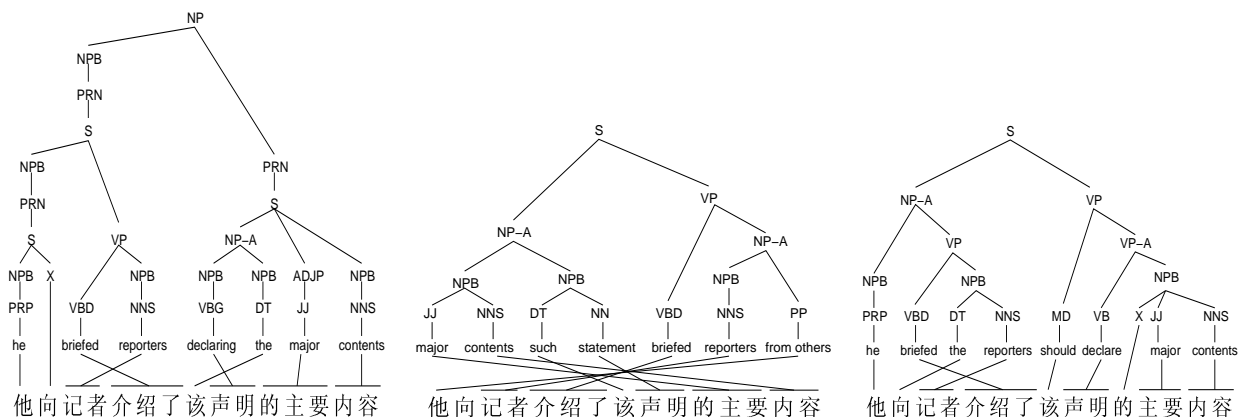 NP
NPB
PRN
S
NPB PRN
PRN S
S VP NP–A
NPB X NPB NPB NPB ADJP NPB
PRP VBD NNS VBG DT JJ NNS
he briefed reporters declaring the major contents
他向记者介绍了该声明的主要内容
S
VP
NP–A NP–A
NPB NPB NPB
JJ NNS DT NN VBD NNS PP
major contents such statement briefed reporters from others
他向记者介绍了该声明的主要内容
S
NP–A VP
VP VP–A
NPB NPB NPB
PRP VBD DT NNS MD VB X JJ NNS
he briefed the reporters should declare major contents
他向记者介绍了该声明的主要内容